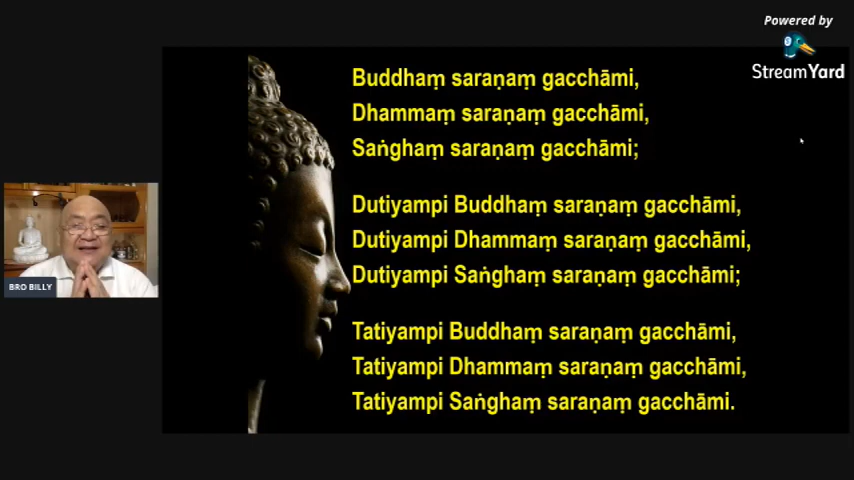 Powered by
StreamYard
Buddhaṃ saraṇaṃ gacchāmi,
Dhammaṃ saraṇaṃ gacchāmi,
Saṅghaṃ saraṇaṃ gacchāmi;
Dutiyampi Buddhaṃ saraṇaṃ gacchāmi,
Dutiyampi Dhammaṃ saraṇaṃ gacchāmi,
Dutiyampi Saṅghaṃ saraṇaṃ gacchāmi;
Tatiyampi Buddhaṃ saraṇaṃ gacchāmi,
Tatiyampi Dhammaṃ saraṇaṃ gacchāmi,
Tatiyampi Saṅghaṃ saraṇaṃ gacchāmi.
BRO BILLY